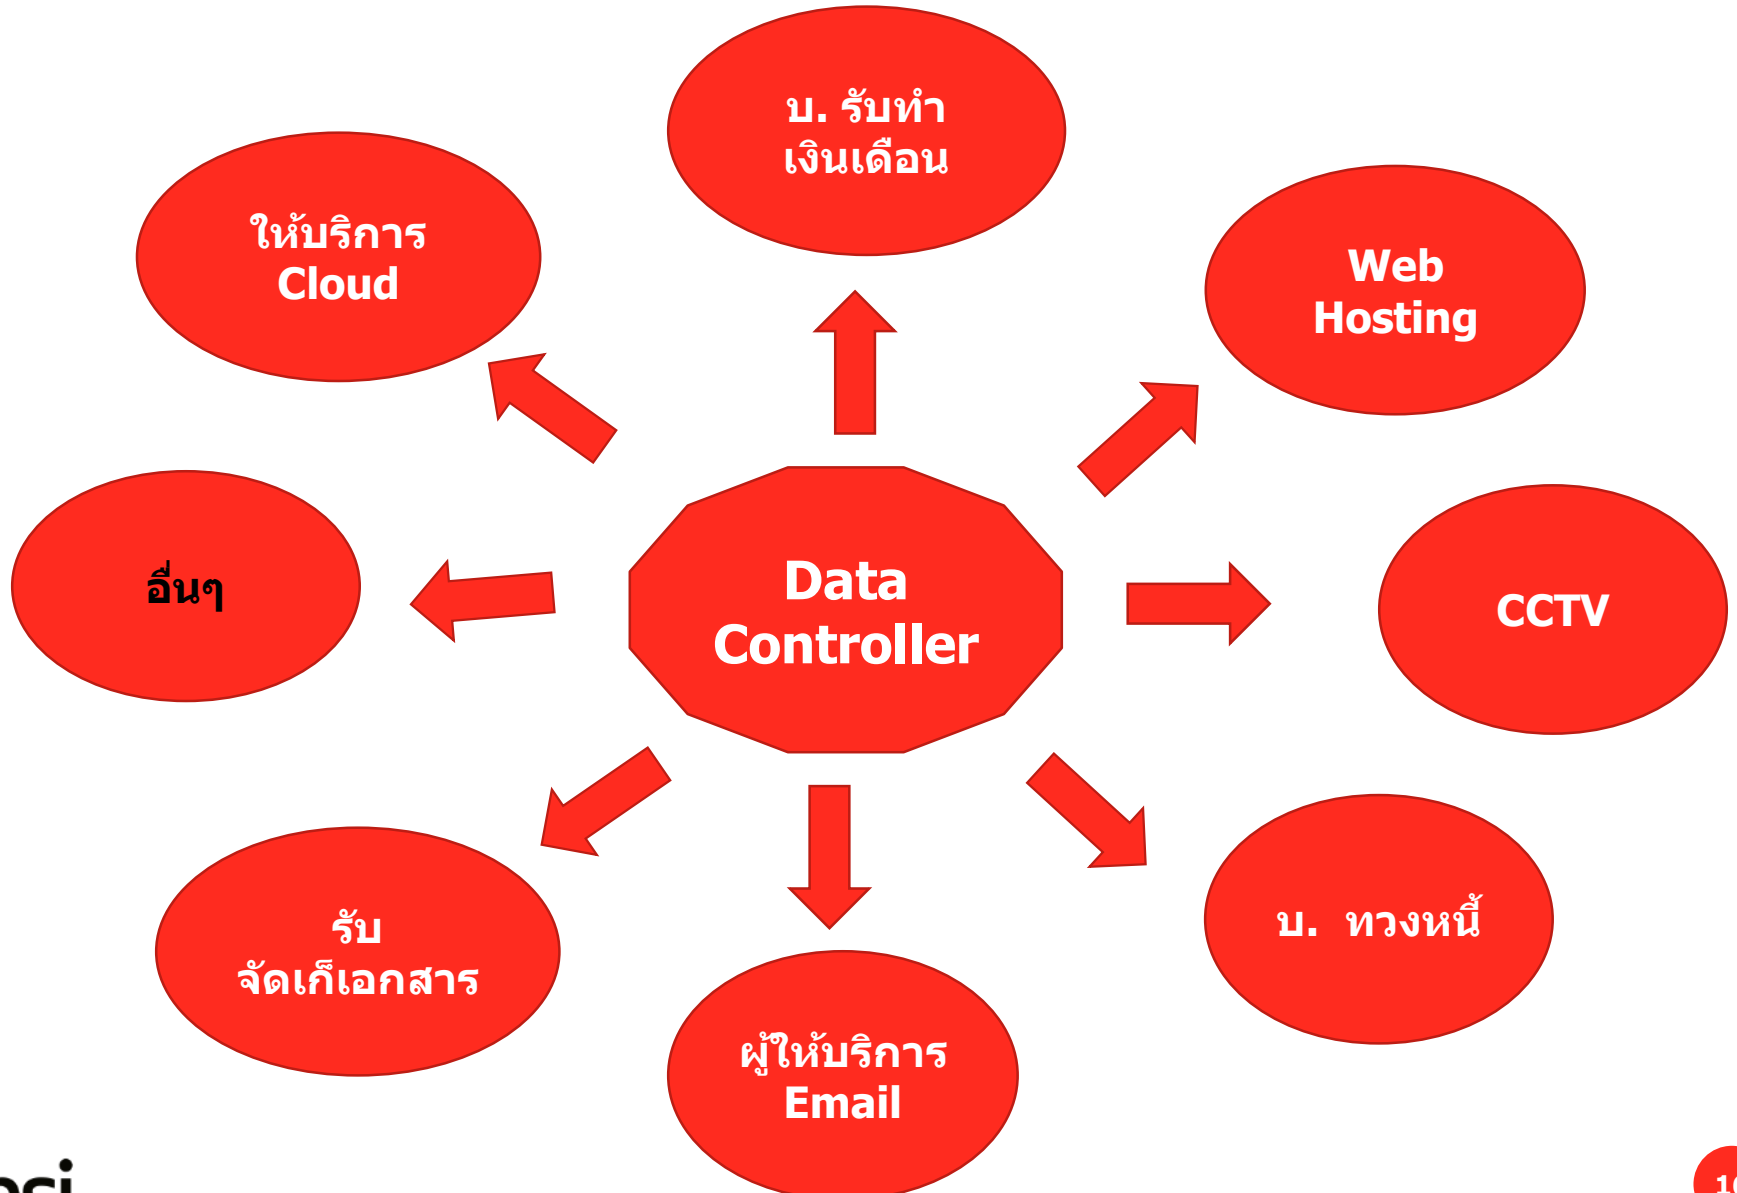 บ. รับทำ
เงินเดือน
ให้บริการ
Cloud
Web
Hosting
อื่นๆ
Data
Controller
CCTV
รับ
จัดเก็เอกสาร
บ. ทวงหนี้
ผู้ให้บริการ
Email